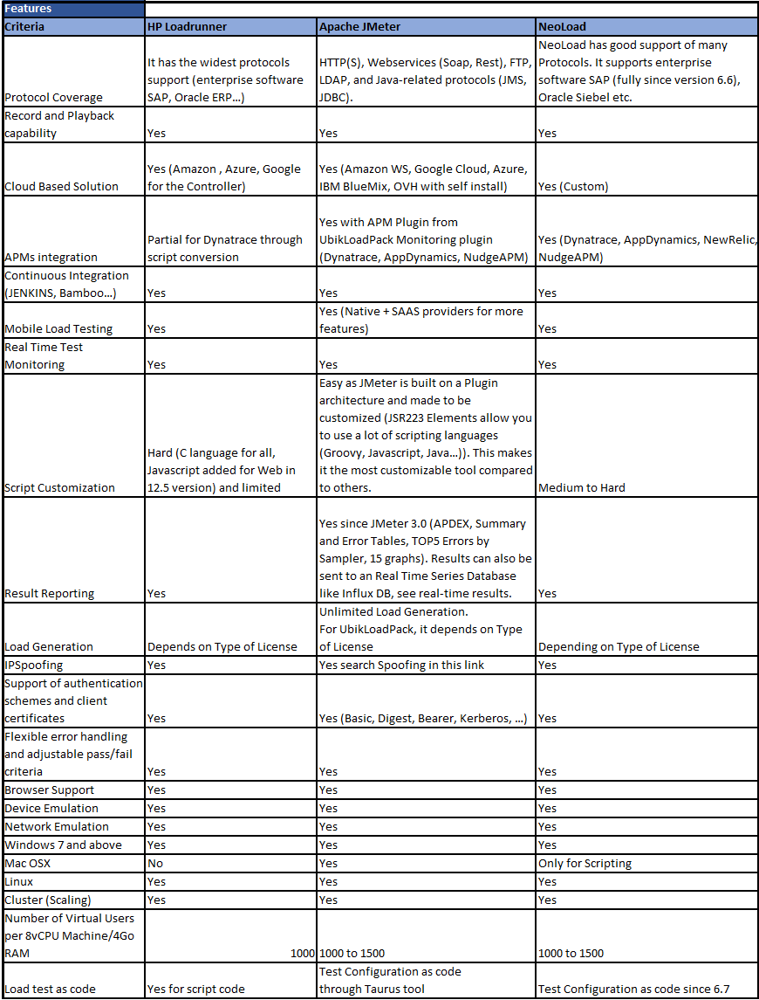 Features
Criteria HP Loadrunner Apache JMeter NeoLoad
Protocol Coverage
It has the widest protocols
support (enterprise software
SAP, Oracle ERP...)
HTTP(S), Webservices (Soap, Rest), FTP,
LDAP, and Java-related protocols (JMS,
JDBC).
NeoLoad has good support of many
Protocols. It supports enterprise
software SAP (fully since version 6.6),
Oracle Siebel etc.
Record and Playback
capability
Yes
Yes
Yes
Cloud Based Solution
Yes (Amazon , Azure, Google
for the Controller)
Yes (Amazon WS, Google Cloud, Azure,
IBM BlueMix, OVH with self install)
Yes (Custom)
APMs integration
Partial for Dynatrace through
script conversion
Yes with APM Plugin from
UbikLoadPack Monitoring plugin
(Dynatrace, AppDynamics, NudgeAPM)
Yes (Dynatrace, AppDynamics, NewRelic,
NudgeAPM)
Continuous Integration
(JENKINS, Bamboo...)
Yes
Yes
Yes
Mobile Load Testing
Yes
Yes (Native + SAAS providers for more
features)
Yes
Real Time Test
Monitoring
Yes
Yes
Yes
Script Customization
Hard (C language for all,
Javascript added for Web in
12.5 version) and limited
Easy as JMeter is built on a Plugin
architecture and made to be
customized (JSR223 Elements allow you
to use a lot of scripting languages
(Groovy, Javascript, Java...)). This makes
it the most customizable tool compared
to others.
Medium to Hard
Result Reporting
Yes
Yes since JMeter 3.0 (APDEX, Summary
and Error Tables, TOP5 Errors by
Sampler, 15 graphs). Results can also be
sent to an Real Time Series Database
like Influx DB, see real-time results.
Yes
Load Generation
Depends on Type of License
Unlimited Load Generation.
For UbikLoadPack, it depends on Type
of License
Depending on Type of License
IPSpoofing
Yes
Yes search Spoofing in this link
Yes
Support of authentication
schemes and client
certificates
Yes
Yes (Basic, Digest, Bearer, Kerberos, ...)
Yes
Flexible error handling
and adjustable pass/fail
criteria
Yes
Yes
Yes
Browser Support Yes Yes Yes
Device Emulation Yes Yes Yes
Network Emulation Yes Yes Yes
Windows 7 and above Yes Yes Yes
Mac OSX No Yes Only for Scripting
Linux Yes Yes Yes
Cluster (Scaling) Yes Yes Yes
Number of Virtual Users
per 8vCPU Machine/4Go
RAM
1000
1000 to 1500
1000 to 1500
Load test as code
Yes for script code
Test Configuration as code
through Taurus tool
Test Configuration as code since 6.7